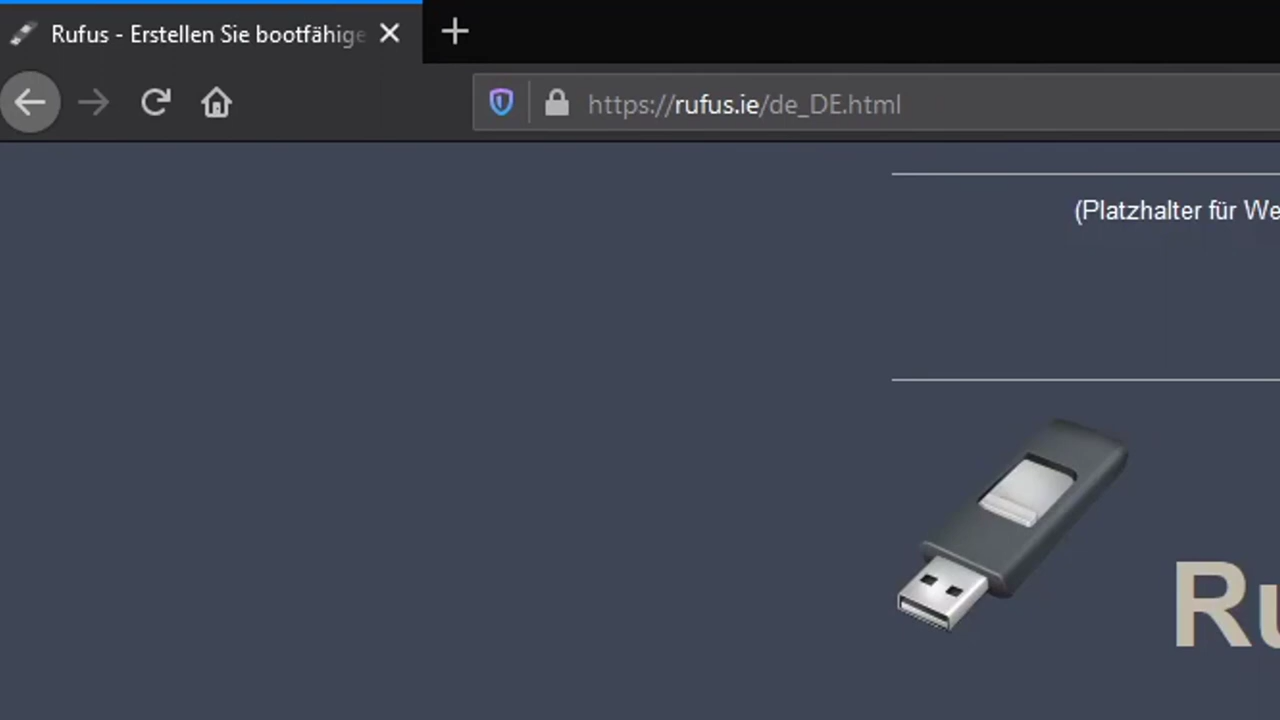 Rufus - Erstellen Sie bootfähige
https://rufus.ie/de_DE.html
(Platzhalter für We
Ru